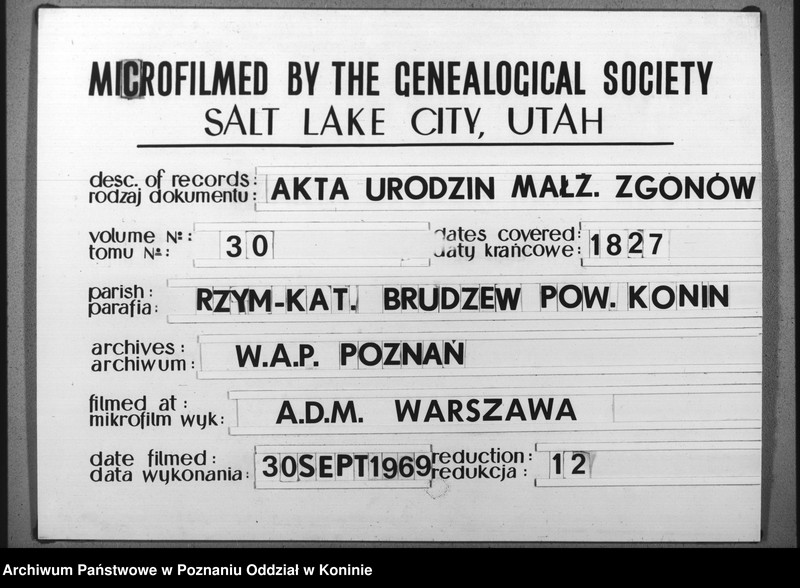 MICROFILMED BY THE GENEALOGICAL SOCIETY
SALT LAKE CITY, UTAH
desc. of records: AKTA URODZIN MAŁŻ. ZGONÓW
rodzaj dokumentu:
volume №: 30 dates covered: 1827
tomu №: daty krańcowe:
parish: RZYM-KAT. BRUDZEW POW. KONIN
parafia:
archives: W.A.P. POZNAŃ
archiwum:
filmed at: A.D.M. WARSZAWA
mikrofilm wyk:
date filmed: 30SEPT1969 reduction: 12
data wykonania: redukcja:
Archiwum Państwowe w Poznaniu Oddział w Koninie